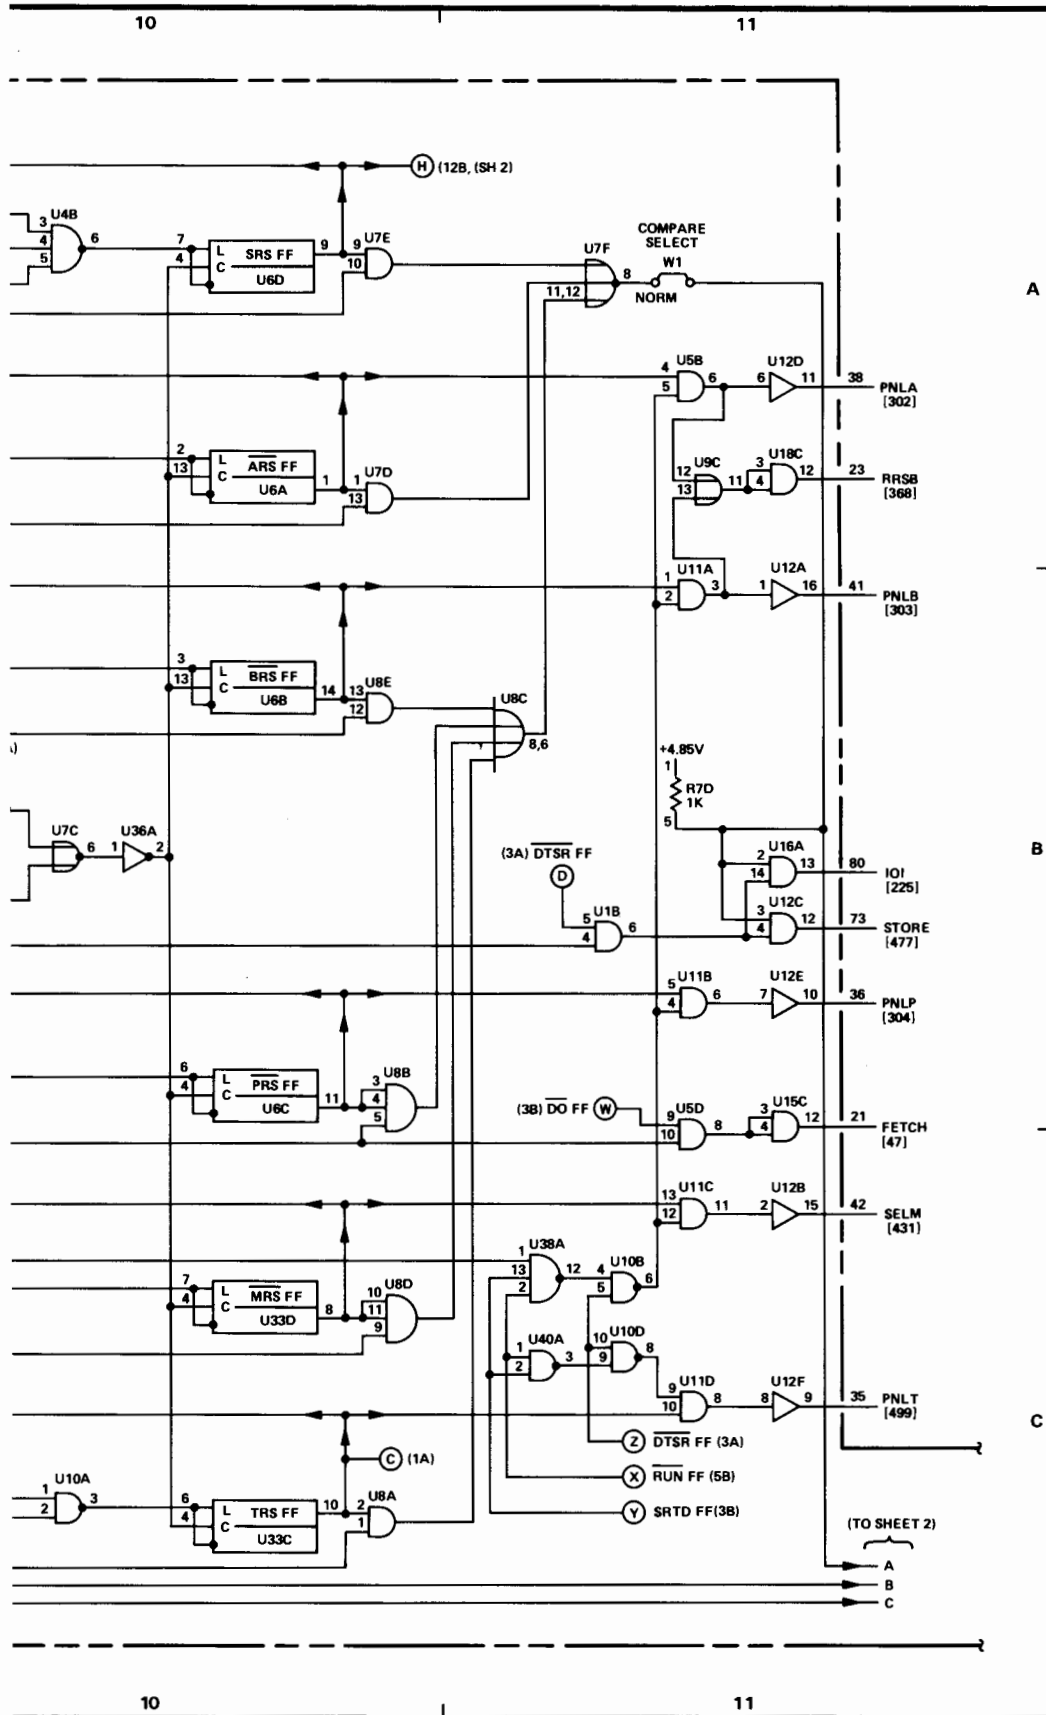 10
11
H (12B, (SH 2)
U4B
3
4
5
6
7
4
L
C
SRS FF
U6D
9
9
10
U7E
U7F
11,12
8
COMPARE
SELECT
W1
NORM
A
4
5
U5B
6
6
U12D
11
38
PNLA
[302]
2
13
L
C
ARS FF
U6A
1
1
13
U7D
12
13
U9C
11
3
4
U18C
12
23
RRSB
[368]
1
2
U11A
3
1
U12A
16
41
PNLB
[303]
3
13
L
C
BRS FF
U6B
14
13
12
U8E
U8C
8,6
+4.85V
1
R7D
1K
5
U7C
6
1
U36A
2
(3A) DTSR FF
D
2
14
U16A
13
80
IOI
[225]
B
5
4
U1B
6
3
4
U12C
12
73
STORE
[477]
5
4
U11B
6
7
U12E
10
36
PNLP
[304]
6
4
L
C
PRS FF
U6C
11
3
4
5
U8B
(3B) DO FF
W
9
10
U5D
8
3
4
U15C
12
21
FETCH
[47]
13
12
U11C
11
2
U12B
15
42
SELM
[431]
1
13
2
U38A
12
4
5
U10B
6
7
4
L
C
MRS FF
U33D
8
10
11
9
U8D
1
2
U40A
3
10
9
U10D
8
9
10
U11D
8
8
U12F
9
35
PNLT
[499]
C
Z DTSR FF (3A)
C (1A)
X RUN FF (5B)
Y SRTD FF(3B)
1
2
U10A
3
6
4
L
C
TRS FF
U33C
10
2
1
U8A
(TO SHEET 2)
A
B
C
10
11